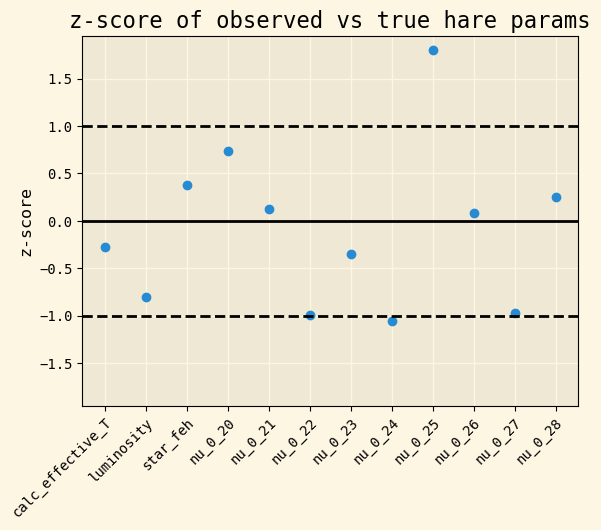 z-score of observed vs true hare params
z-score
1.5
1.0
0.5
0.0
−0.5
−1.0
−1.5
calc_effective_T
luminosity
star_feh
nu_0_20
nu_0_21
nu_0_22
nu_0_23
nu_0_24
nu_0_25
nu_0_26
nu_0_27
nu_0_28